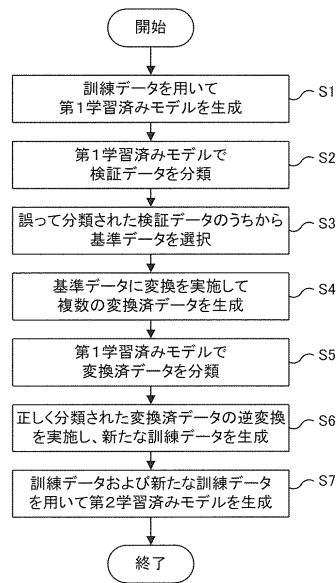 開始
訓練データを用いて
第1学習済みモデルを生成
S1
第1学習済みモデルで
検証データを分類
S2
誤って分類された検証データのうちから
基準データを選択
S3
基準データに変換を実施して
複数の変換済データを生成
S4
第1学習済みモデルで
変換済データを分類
S5
正しく分類された変換済データの逆変換
を実施し、新たな訓練データを生成
S6
訓練データおよび新たな訓練データ
を用いて第2学習済みモデルを生成
S7
終了